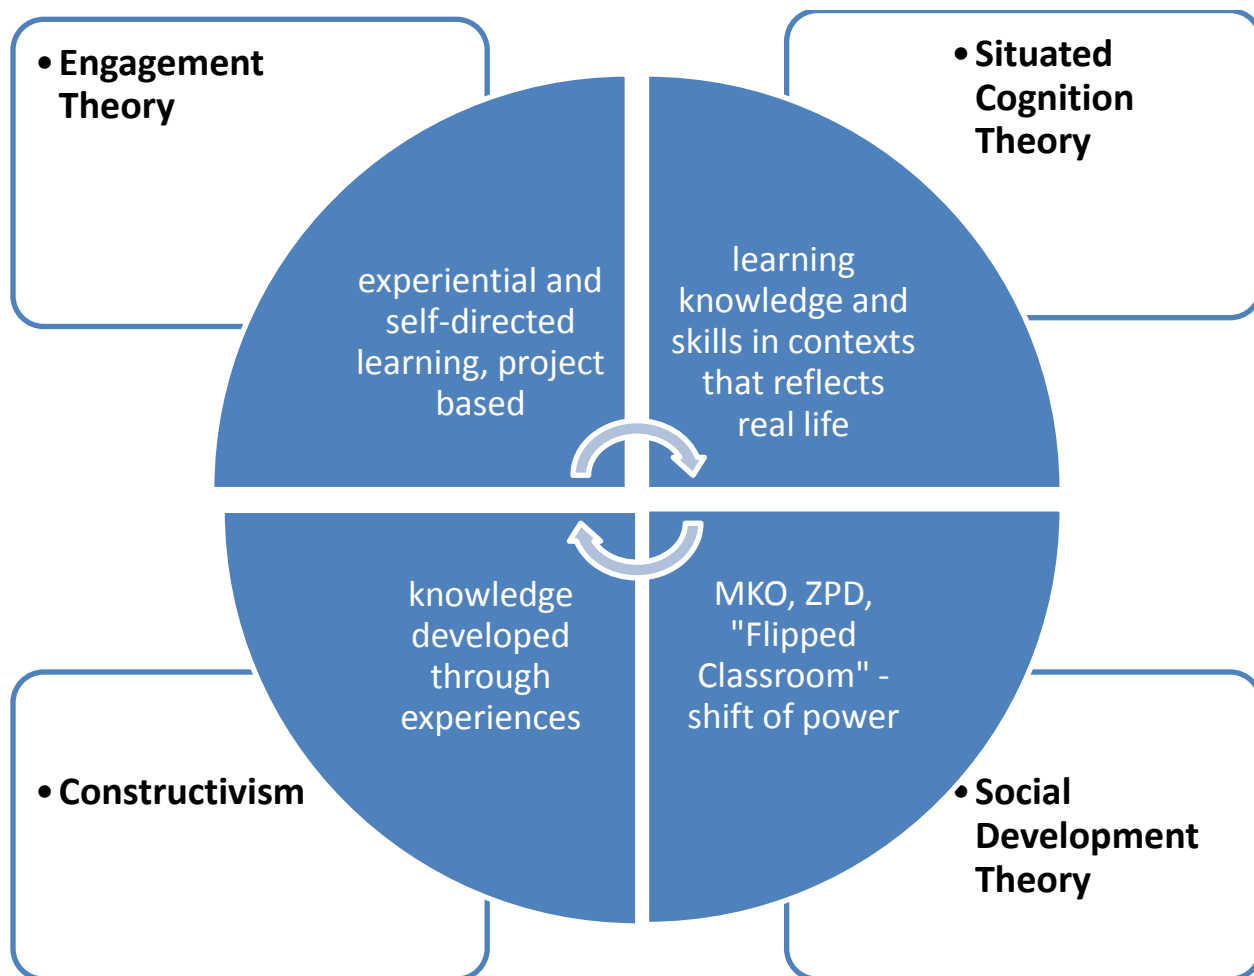 • Engagement
Theory
• Situated
Cognition
Theory
experiential and
self-directed
learning, project
based
learning
knowledge and
skills in contexts
that reflects
real life
knowledge
developed
through
experiences
MKO, ZPD,
"Flipped
Classroom" -
shift of power
• Constructivism
• Social
Development
Theory